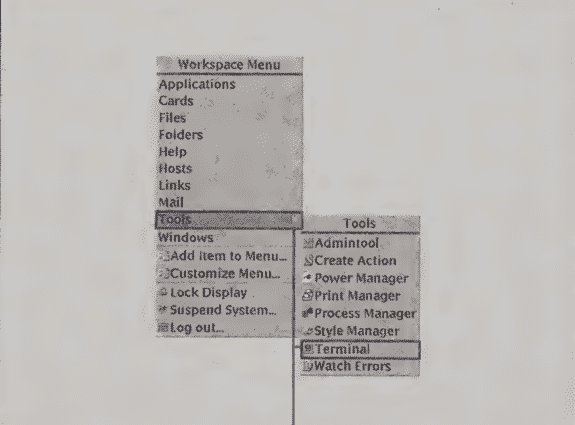 Workspace Menu
Applications
Cards
Files
Folders
Help
Hosts
Links
Mail
Tools
Windows
Add Item to Menu...
Customize Menu...
Lock Display
Suspend System...
Log out...
Tools
Admintool
Create Action
Power Manager
Print Manager
Process Manager
Style Manager
Terminal
Watch Errors